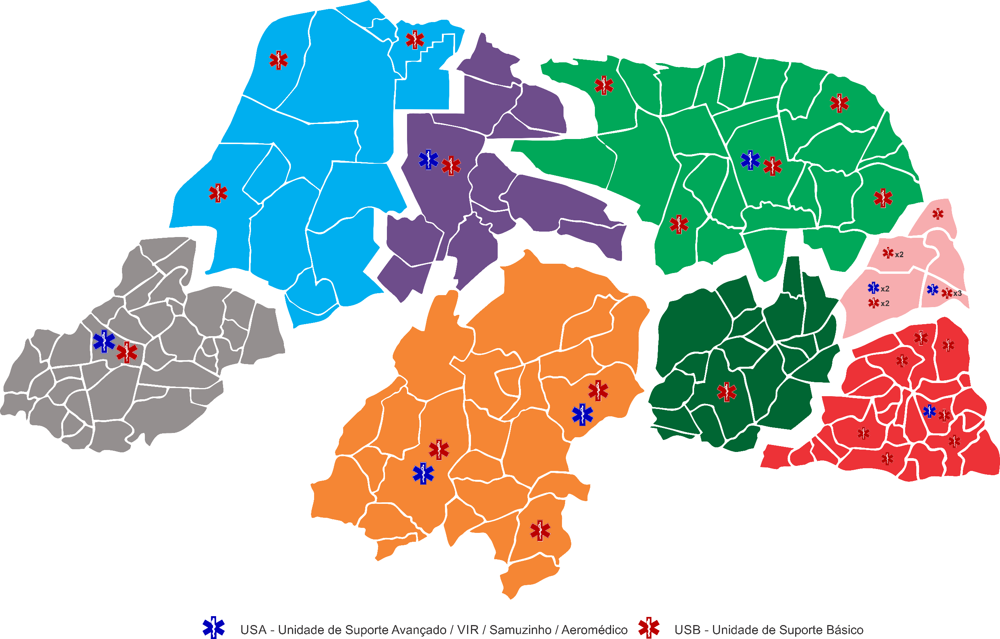 x2
x2
x3
x2
USA - Unidade de Suporte Avançado / VIR / Samuzinho / Aeromédico
USB - Unidade de Suporte Básico